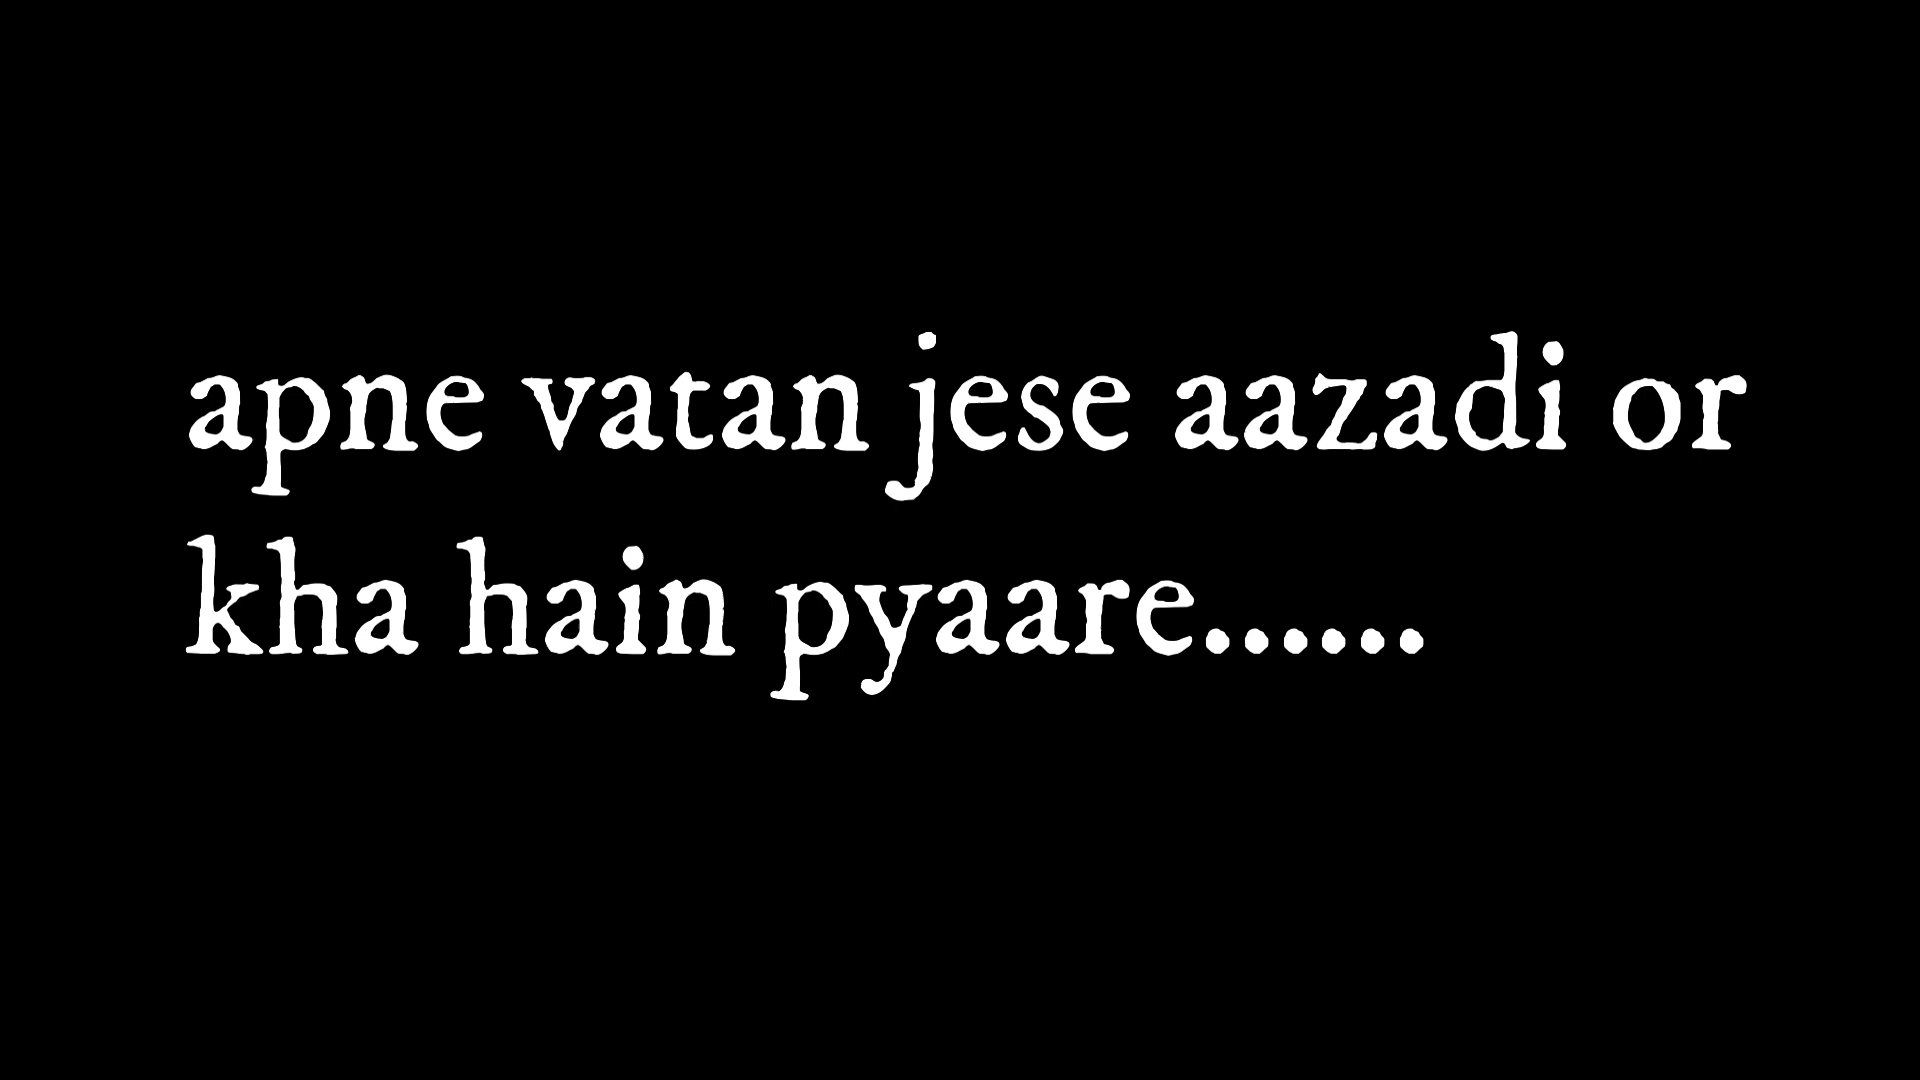 apne vatan jese aazadi or
kha hain pyaare......